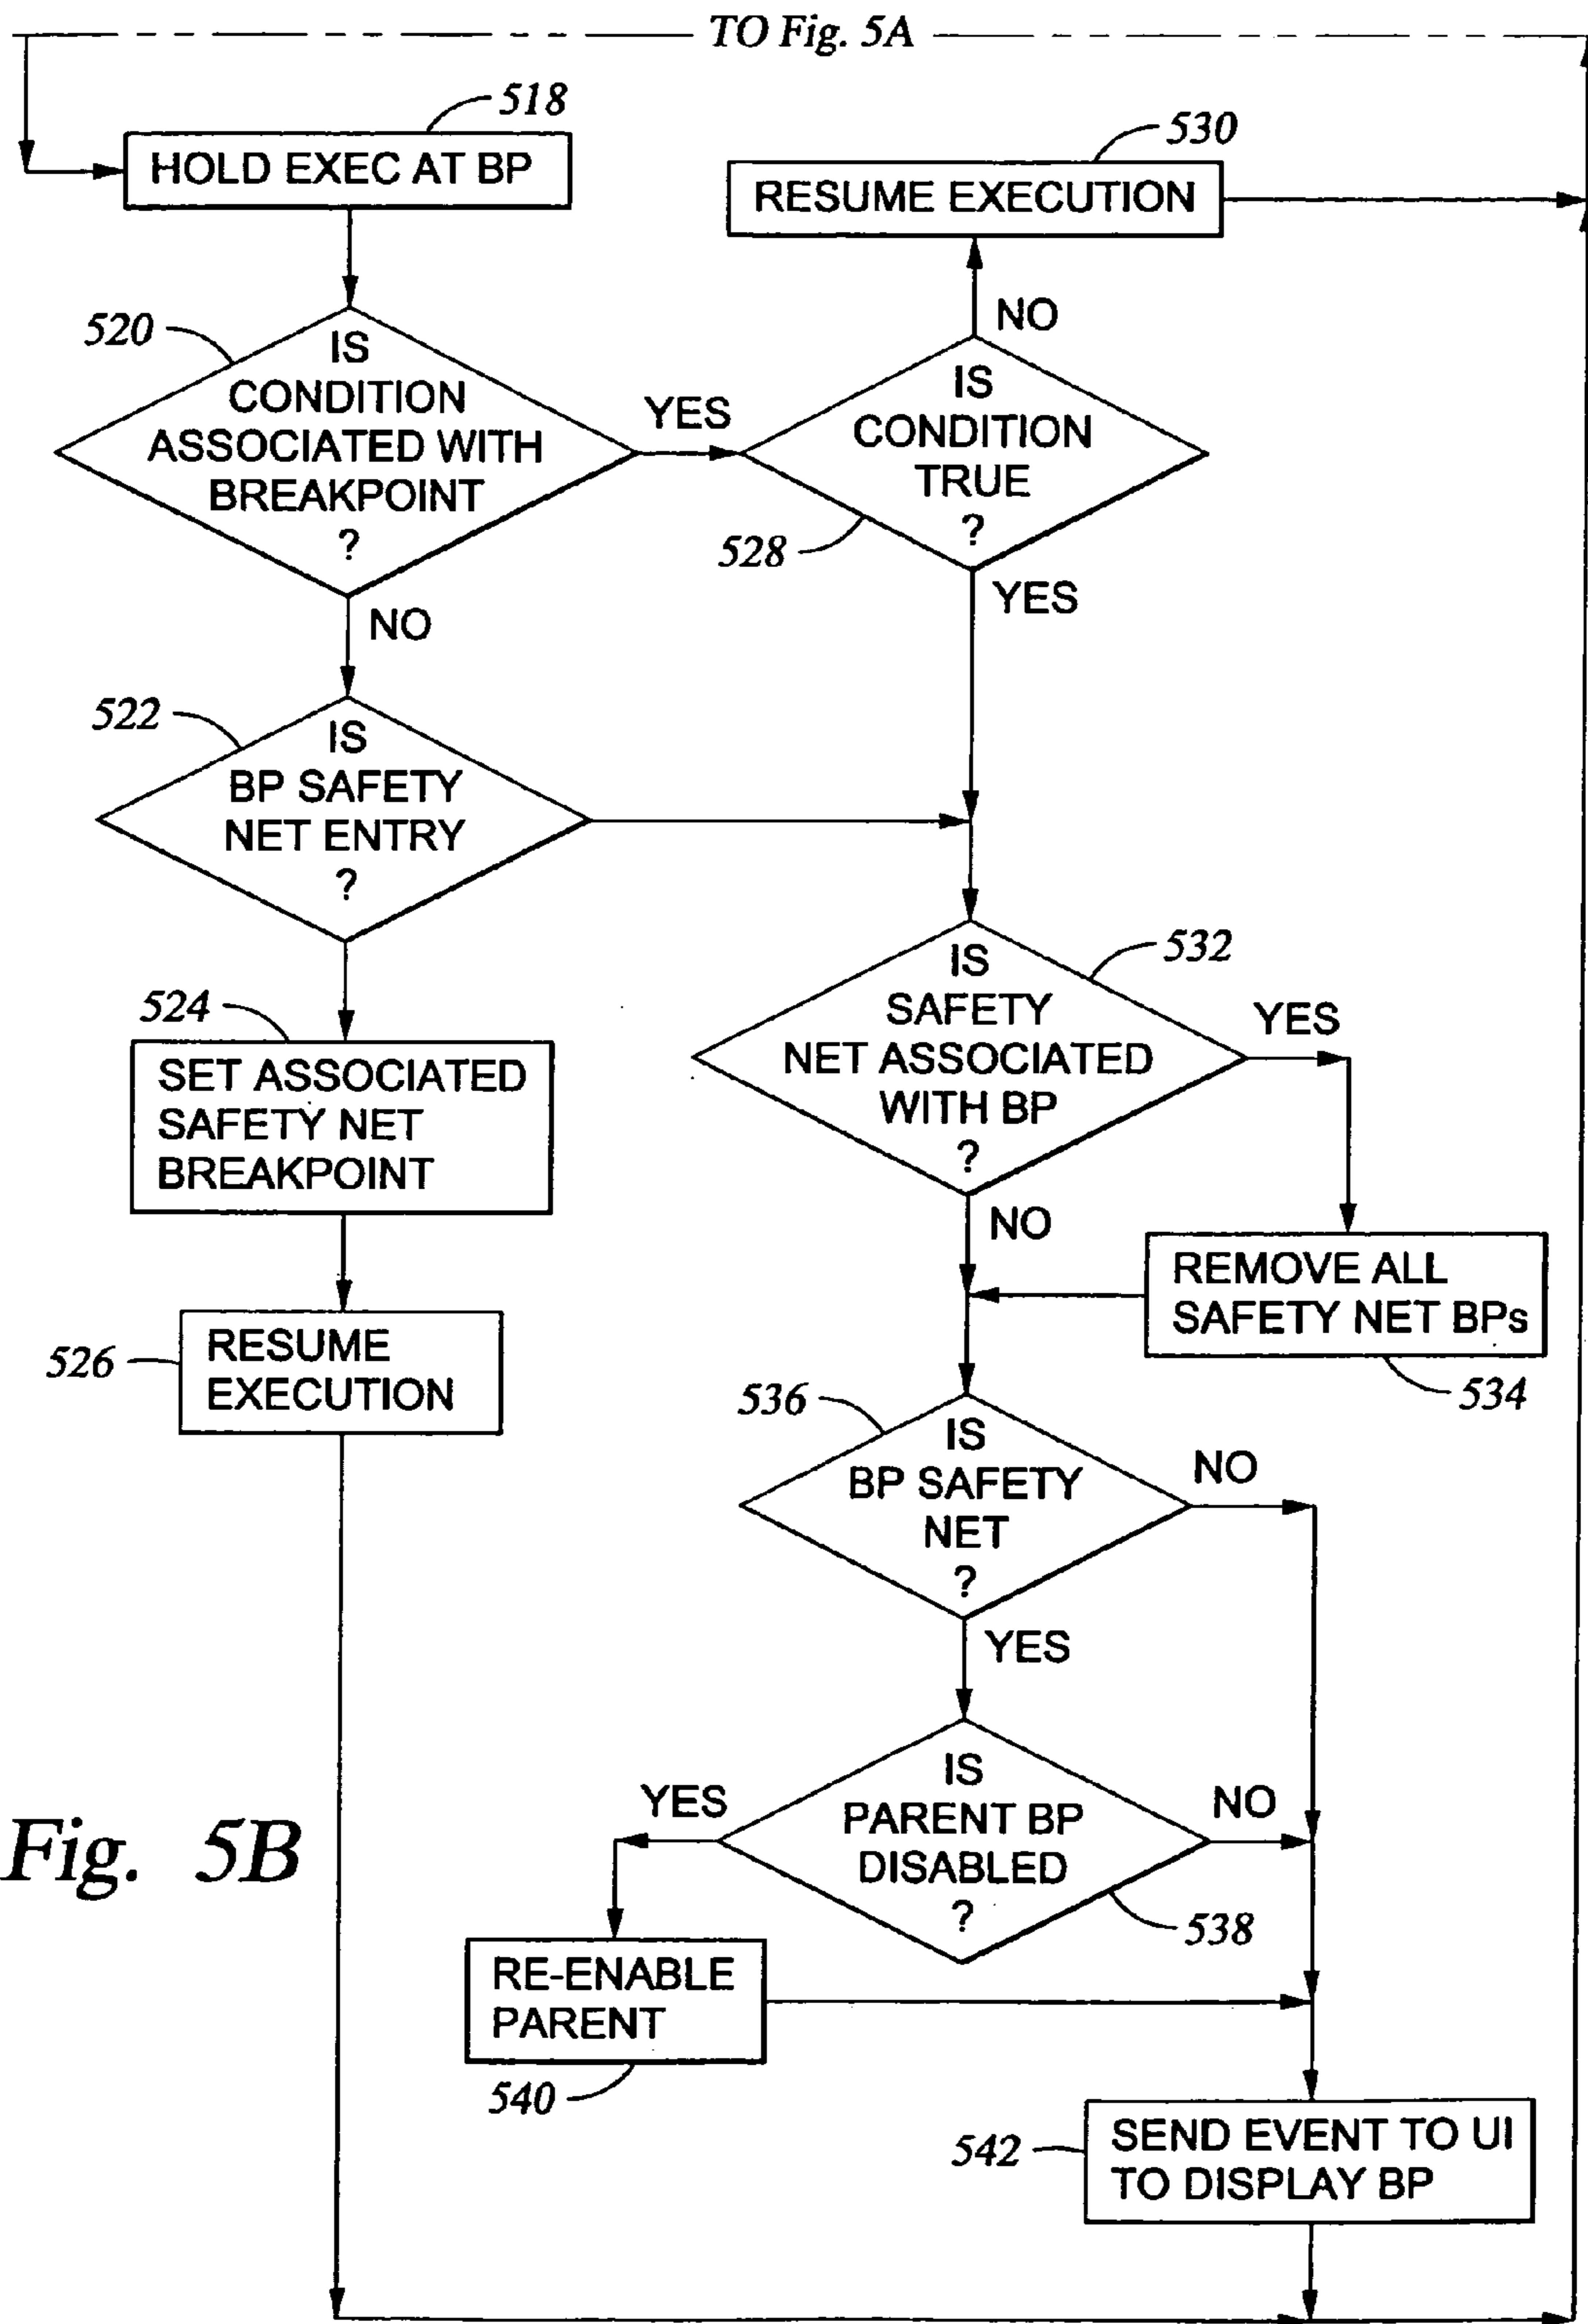 TO Fig. 5A
518
HOLD EXEC AT BP
530
RESUME EXECUTION
NO
520
IS
CONDITION
ASSOCIATED WITH
BREAKPOINT
?
YES
IS
CONDITION
TRUE
?
528
YES
NO
522
IS
BP SAFETY
NET ENTRY
?
532
IS
SAFETY
NET ASSOCIATED
WITH BP
?
YES
NO
524
SET ASSOCIATED
SAFETY NET
BREAKPOINT
REMOVE ALL
SAFETY NET BPs
534
526
RESUME
EXECUTION
536
IS
BP SAFETY
NET
?
NO
YES
Fig. 5B
YES
IS
PARENT BP
DISABLED
?
NO
538
RE-ENABLE
PARENT
540
542
SEND EVENT TO UI
TO DISPLAY BP